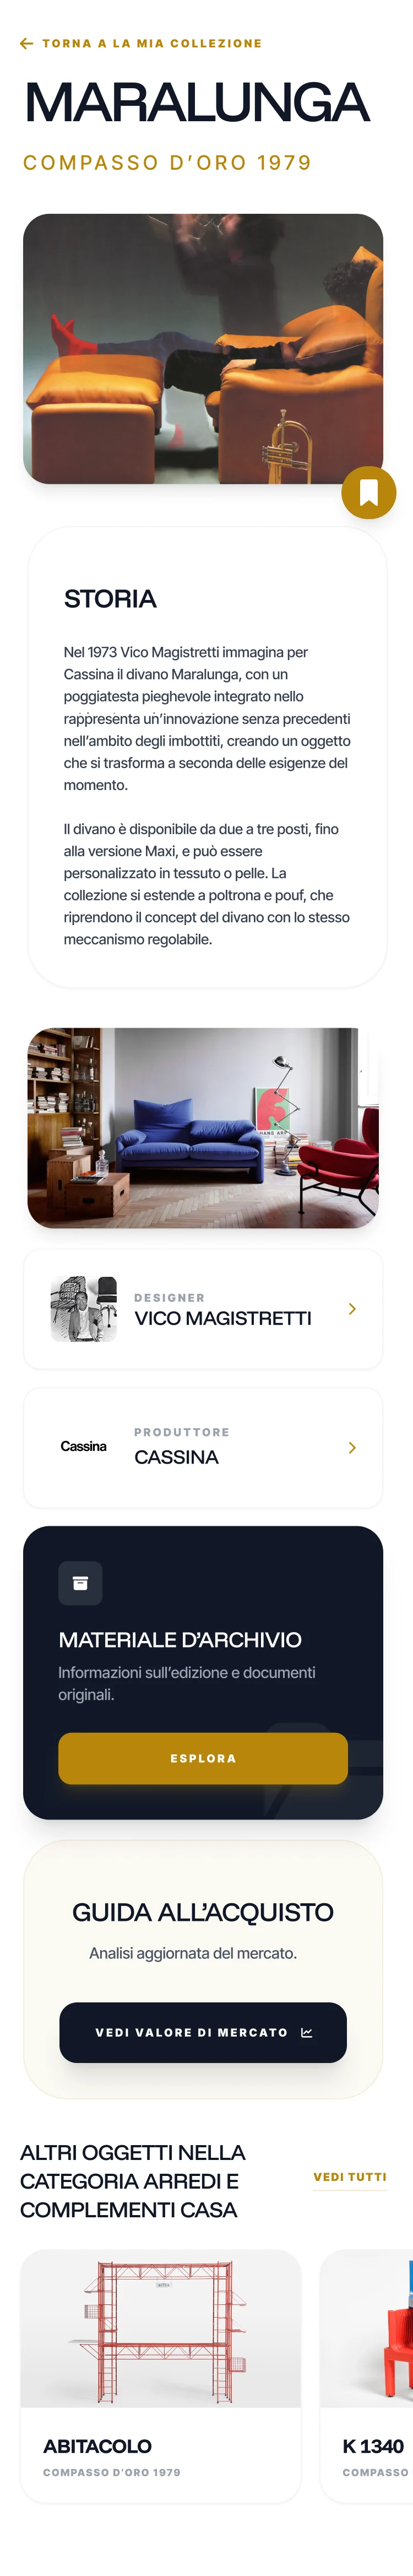 TORNA A LA MIA COLLEZIONE
MARALUNGA
COMPASSO D’ORO 1979
STORIA
Nel 1973 Vico Magistretti immagina per
Cassina il divano Maralunga, con un
poggiatesta pieghevole integrato nello
rappresenta un’innovazione senza precedenti
nell’ambito degli imbottiti, creando un oggetto
che si trasforma a seconda delle esigenze del
momento.
Il divano è disponibile da due a tre posti, fino
alla versione Maxi, e può essere
personalizzato in tessuto o pelle. La
collezione si estende a poltrona e pouf, che
riprendono il concept del divano con lo stesso
meccanismo regolabile.
HANS ARP
DESIGNER
VICO MAGISTRETTI
Cassina
PRODUTTORE
CASSINA
MATERIALE D’ARCHIVIO
Informazioni sull’edizione e documenti
originali.
ESPLORA
GUIDA ALL’ACQUISTO
Analisi aggiornata del mercato.
VEDI VALORE DI MERCATO
ALTRI OGGETTI NELLA
CATEGORIA ARREDI E
COMPLEMENTI CASA
VEDI TUTTI
ABITACOLO
COMPASSO D’ORO 1979
K 1340
COMPASSO